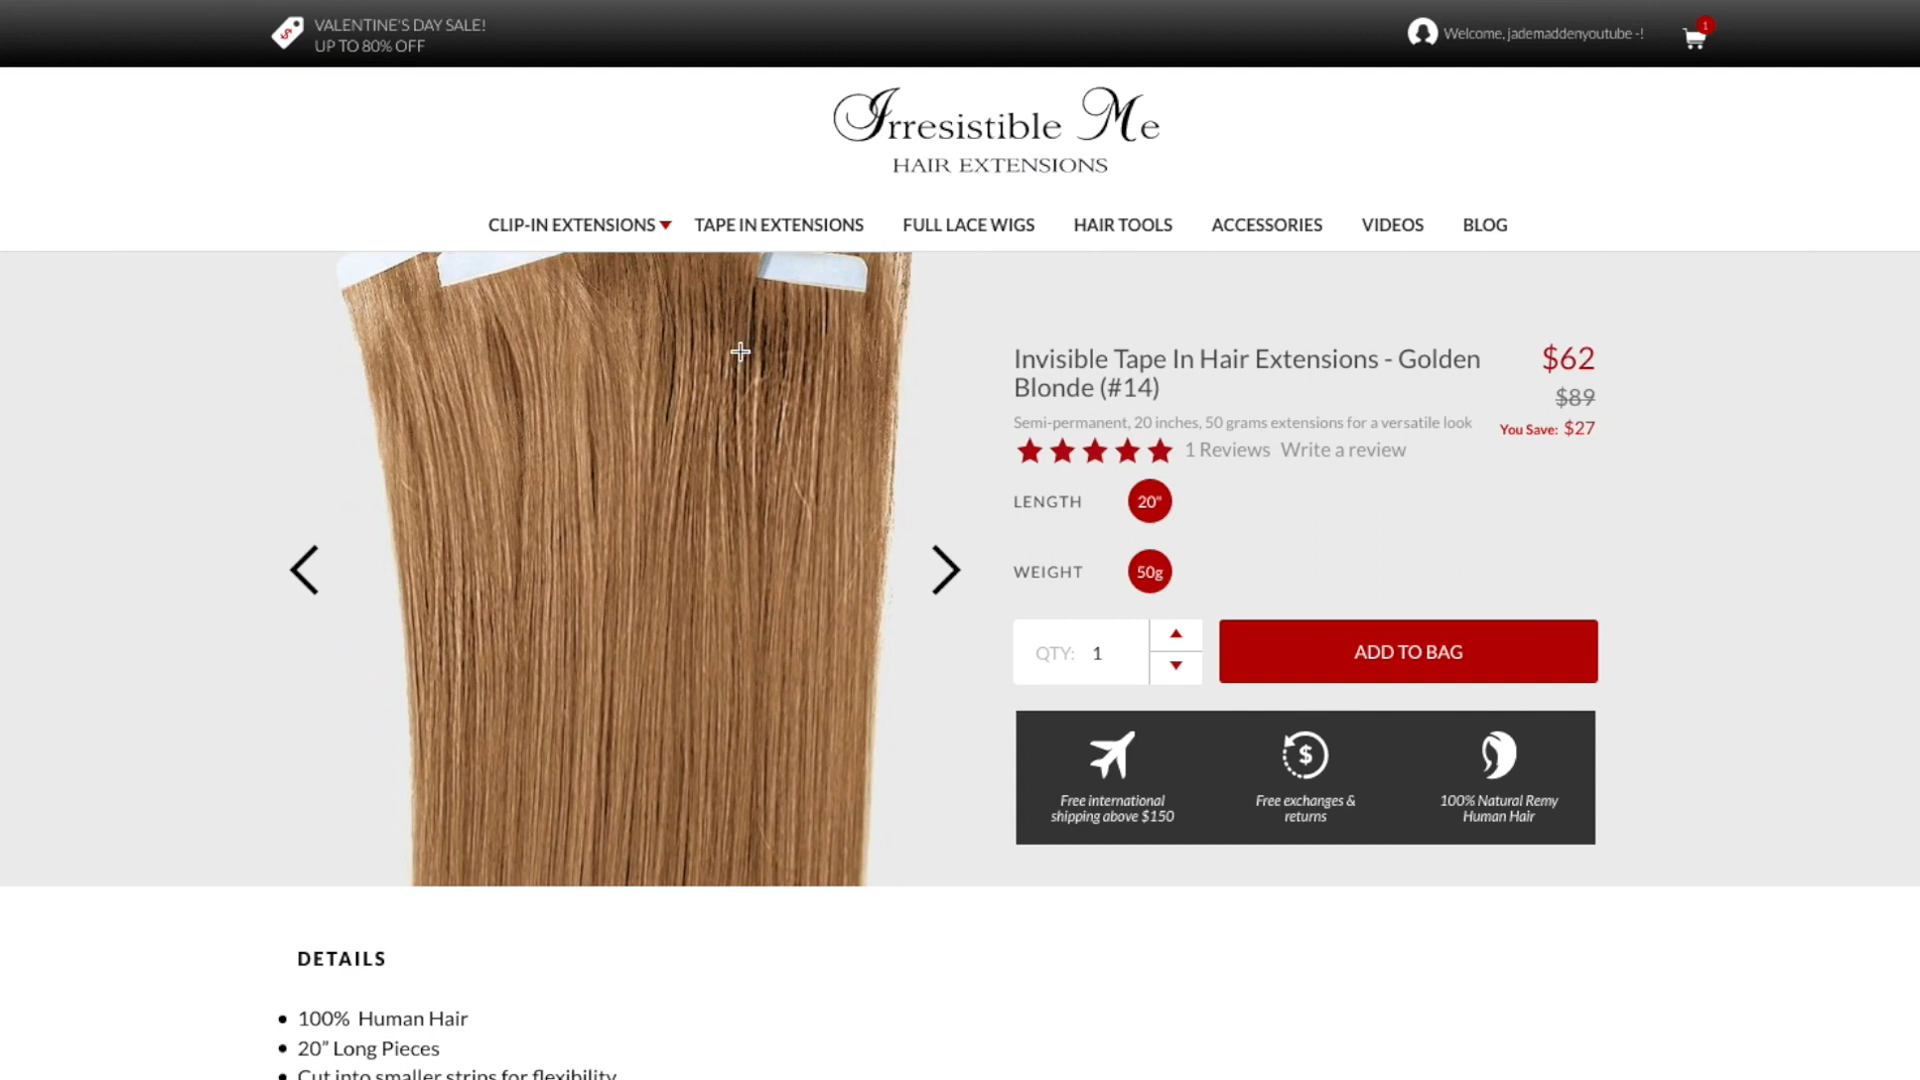 VALENTINE'S DAY SALE!
UP TO 80% OFF
Welcome, jademaddenyoutube -!
1
Irresistible Me
HAIR EXTENSIONS
CLIP-IN EXTENSIONS TAPE IN EXTENSIONS FULL LACE WIGS HAIR TOOLS ACCESSORIES VIDEOS BLOG
Invisible Tape In Hair Extensions - Golden
Blonde (#14)
$62
$89
You Save: $27
Semi-permanent, 20 inches, 50 grams extensions for a versatile look
1 Reviews Write a review
LENGTH 20"
WEIGHT 50g
QTY: 1
ADD TO BAG
Free international
shipping above $150
Free exchanges &
returns
100% Natural Remy
Human Hair
DETAILS
• 100% Human Hair
• 20” Long Pieces
• Cut into smaller strips for flexibility